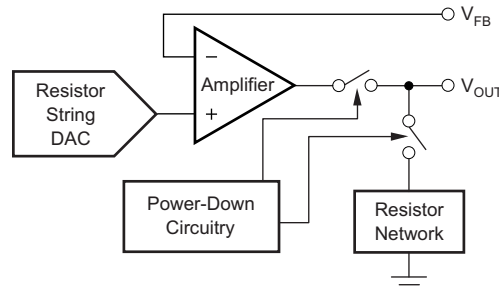 V_FB
−
Amplifier
+
V_OUT
Resistor
String
DAC
Power-Down
Circuitry
Resistor
Network